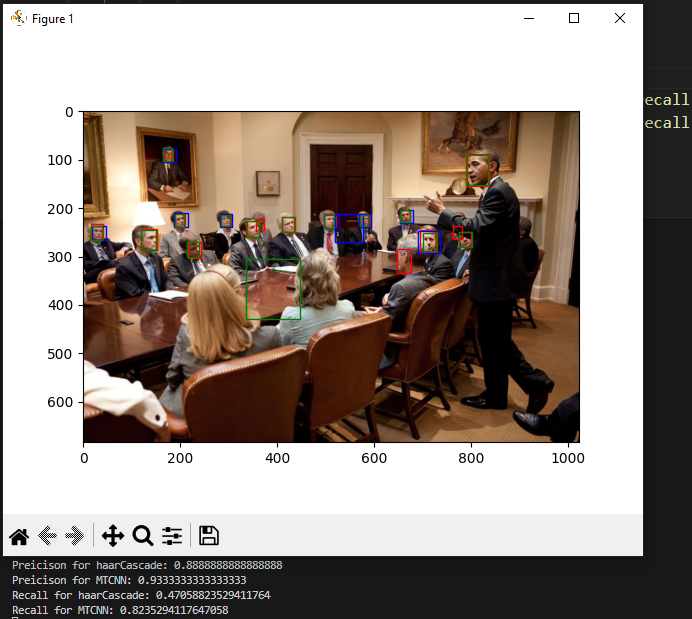 Figure 1
ecall
ecall
0
100
200
300
400
500
600
0
200
400
600
800
1000
Preicison for haarCascade: 0.8888888888888888
Preicison for MTCNN: 0.9333333333333333
Recall for haarCascade: 0.47058823529411764
Recall for MTCNN: 0.8235294117647058